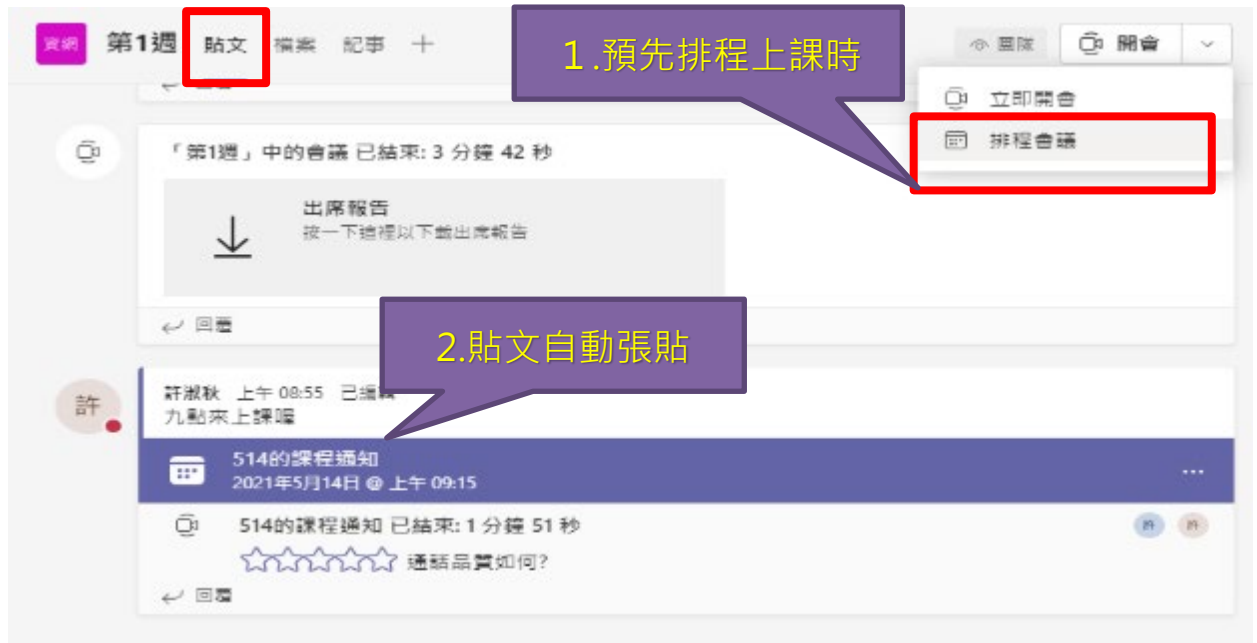 資網 第1週 貼文 檔案 記事 +
1.預先排程上課時
團隊 開會
立即開會
排程會議
「第1週」中的會議 已結束: 3 分鐘 42 秒
出席報告
按一下這裡以下載出席報告
回覆
2.貼文自動張貼
許
許淑秋 上午 08:55 已編輯
九點來上課喔
514的課程通知
2021年5月14日 @ 上午 09:15
514的課程通知 已結束: 1 分鐘 51 秒
許 許
通話品質如何?
回覆